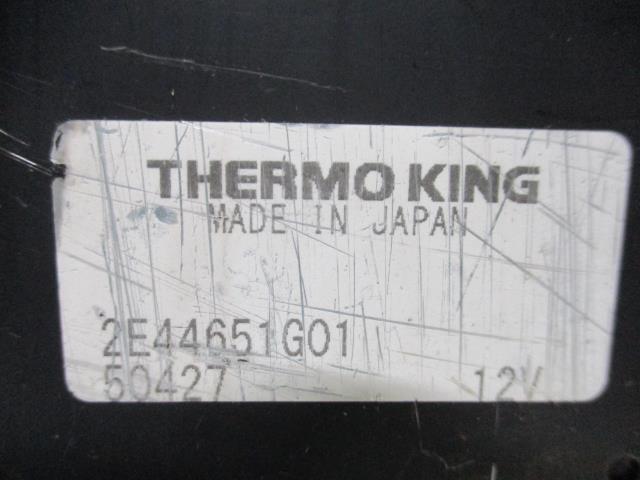 THERMO KING
MADE IN JAPAN
2E44651G01
50427 12V